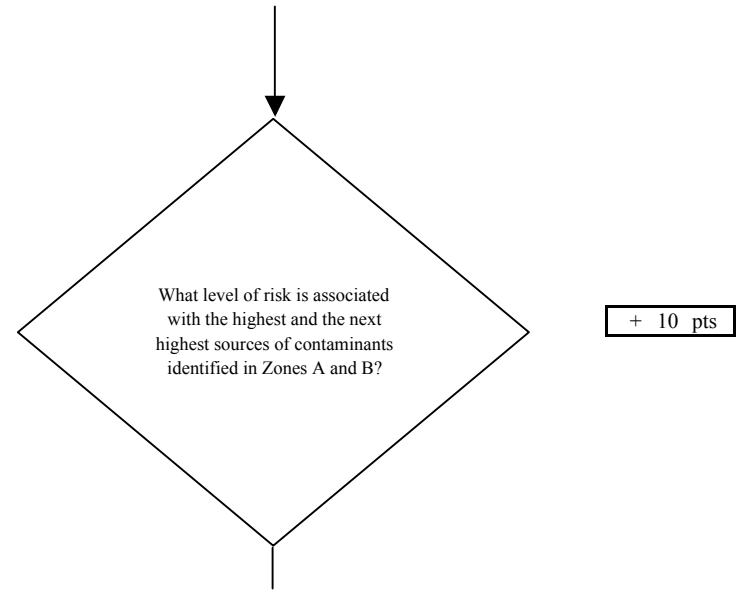 What level of risk is associated
with the highest and the next
highest sources of contaminants
identified in Zones A and B?
+ 10 pts